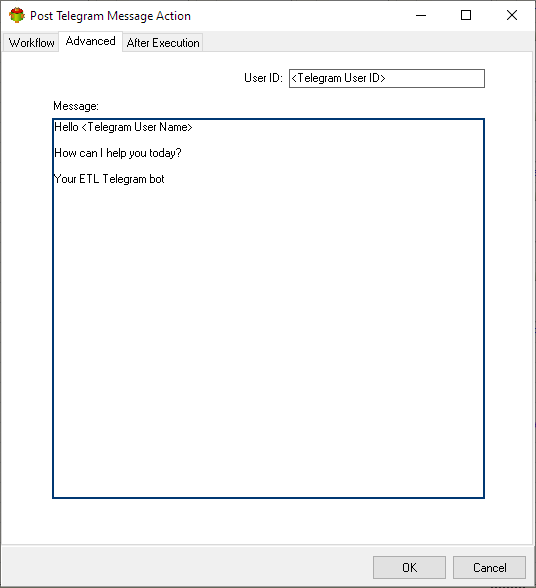 Post Telegram Message Action
Workflow Advanced After Execution
User ID: <Telegram User ID>
Message:
Hello <Telegram User Name>
How can I help you today?
Your ETL Telegram bot
OK Cancel